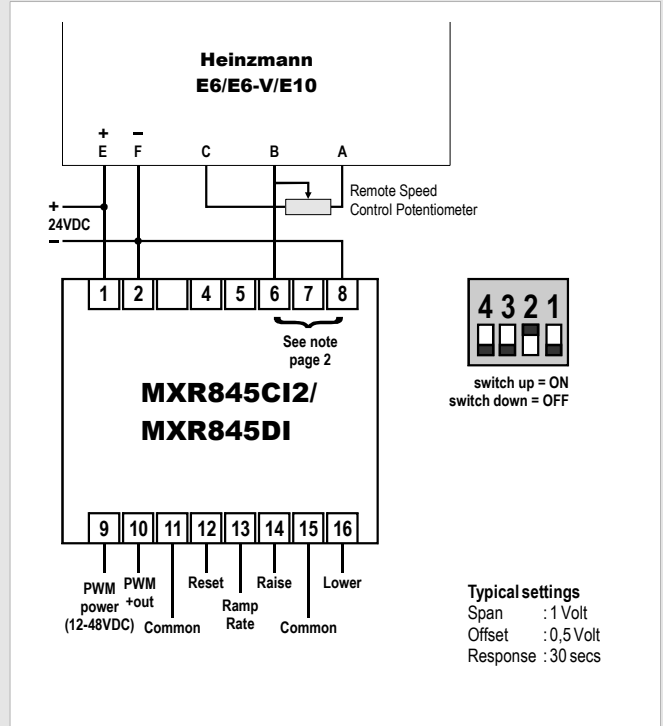 Heinzmann
E6/E6-V/E10
+ −
E F C B A
Remote Speed
Control Potentiometer
+
24VDC
−
1 2 4 5 6 7 8
See note
page 2
4 3 2 1
switch up = ON
switch down = OFF
MXR845CI2/
MXR845DI
9 10 11 12 13 14 15 16
PWM
power
(12-48VDC)
PWM
+out
Common
Reset
Ramp
Rate
Raise
Common
Lower
Typical settings
Span : 1 Volt
Offset : 0,5 Volt
Response : 30 secs